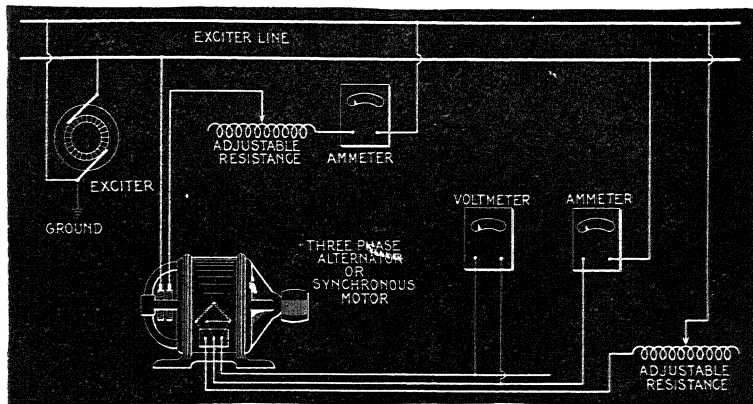 EXCITER LINE
ADJUSTABLE
RESISTANCE
AMMETER
EXCITER
GROUND
VOLTMETER
AMMETER
THREE PHASE
ALTERNATOR
OR
SYNCHRONOUS
MOTOR
ADJUSTABLE
RESISTANCE